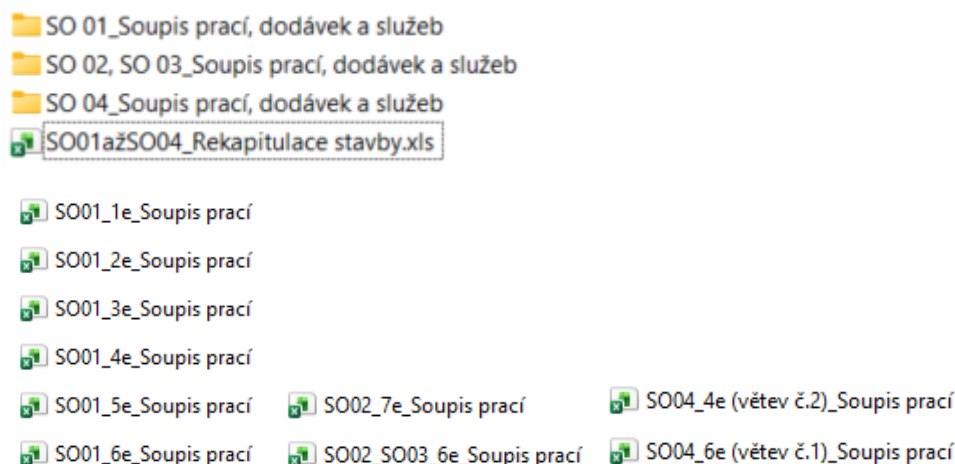 SO 01_Soupis prací, dodávek a služeb
SO 02, SO 03_Soupis prací, dodávek a služeb
SO 04_Soupis prací, dodávek a služeb
SO01ažSO04_Rekapitulace stavby.xls
SO01_1e_Soupis prací
SO01_2e_Soupis prací
SO01_3e_Soupis prací
SO01_4e_Soupis prací
SO01_5e_Soupis prací SO02_7e_Soupis prací SO04_4e (větev č.2)_Soupis prací
SO01_6e_Soupis prací SO02_SO03_6e_Soupis prací SO04_6e (větev č.1)_Soupis prací